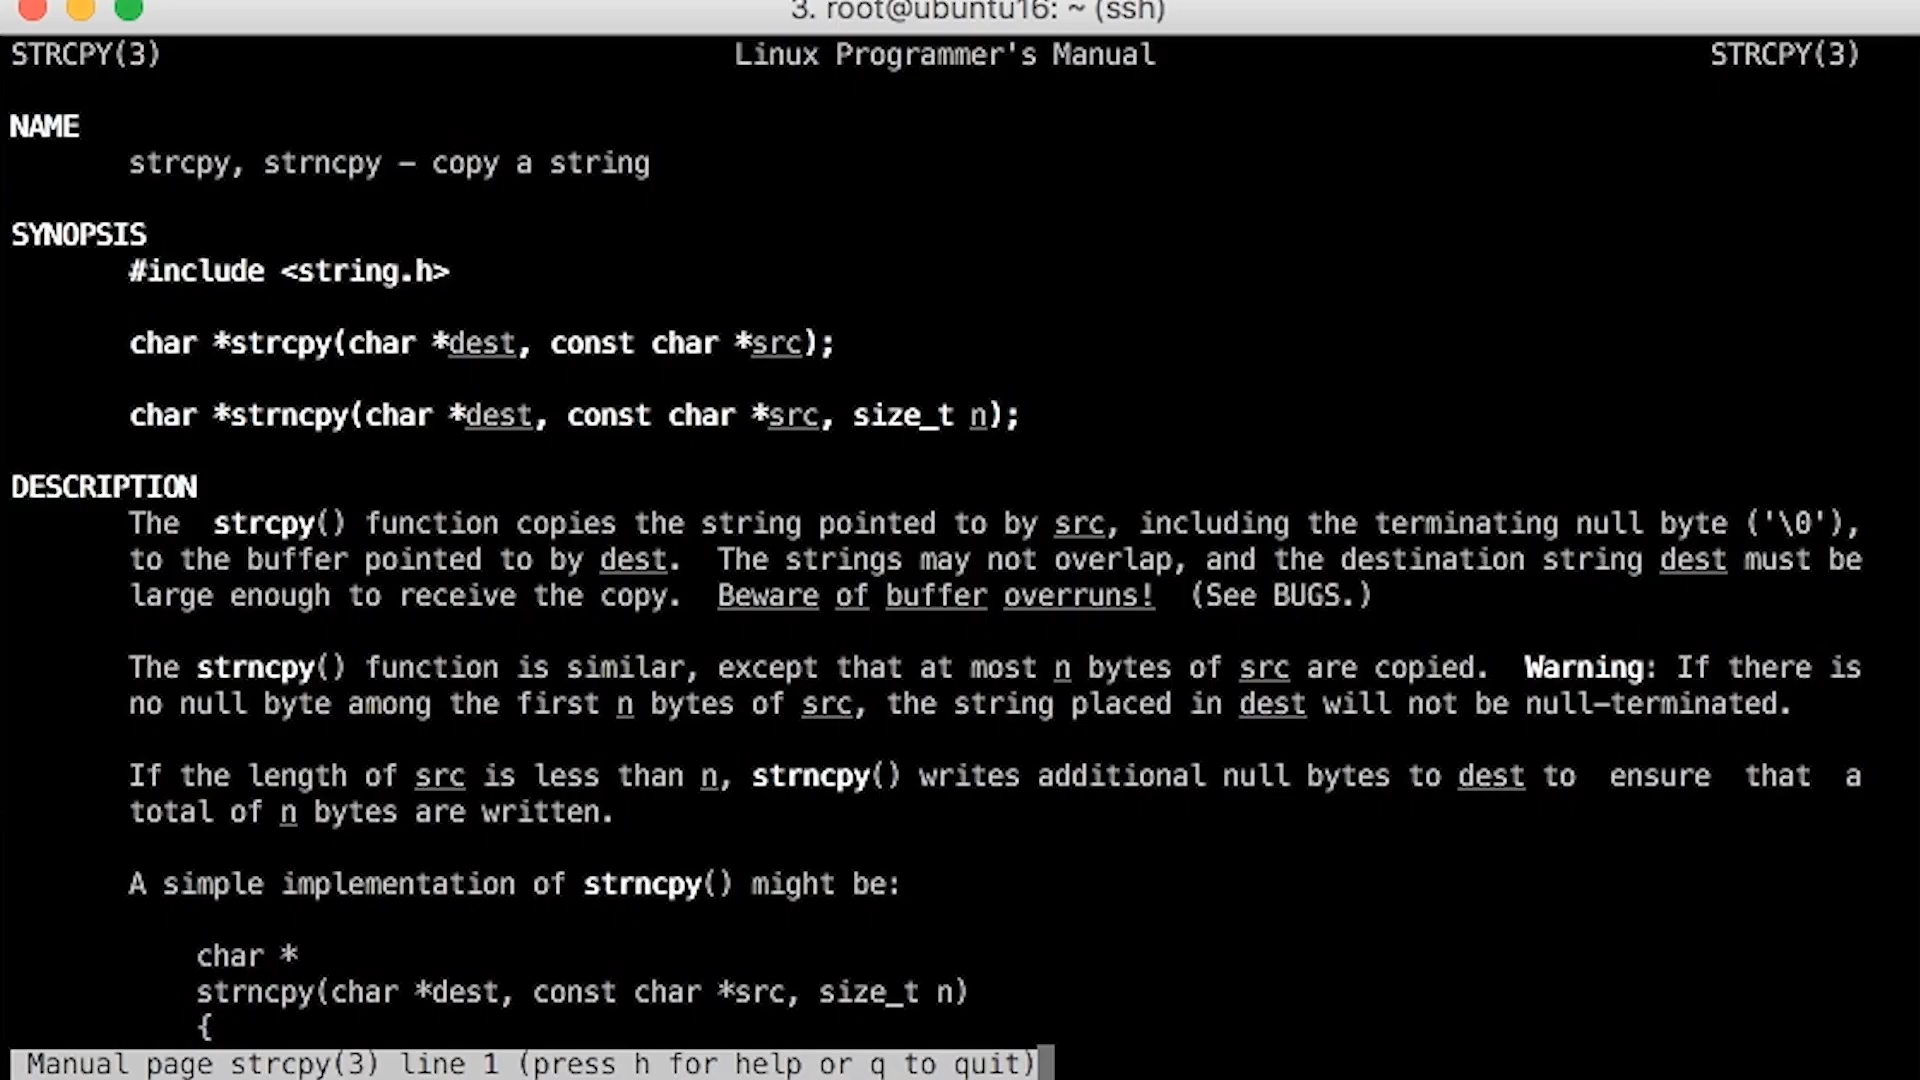 3. root@ubuntu16: ~ (ssh)
STRCPY(3) Linux Programmer's Manual STRCPY(3)
NAME
strcpy, strncpy – copy a string
SYNOPSIS
#include <string.h>
char *strcpy(char *dest, const char *src);
char *strncpy(char *dest, const char *src, size_t n);
DESCRIPTION
The strcpy() function copies the string pointed to by src, including the terminating null byte ('\0'),
to the buffer pointed to by dest. The strings may not overlap, and the destination string dest must be
large enough to receive the copy. Beware of buffer overruns! (See BUGS.)
The strncpy() function is similar, except that at most n bytes of src are copied. Warning: If there is
no null byte among the first n bytes of src, the string placed in dest will not be null–terminated.
If the length of src is less than n, strncpy() writes additional null bytes to dest to ensure that a
total of n bytes are written.
A simple implementation of strncpy() might be:
char *
strncpy(char *dest, const char *src, size_t n)
{
Manual page strcpy(3) line 1 (press h for help or q to quit)